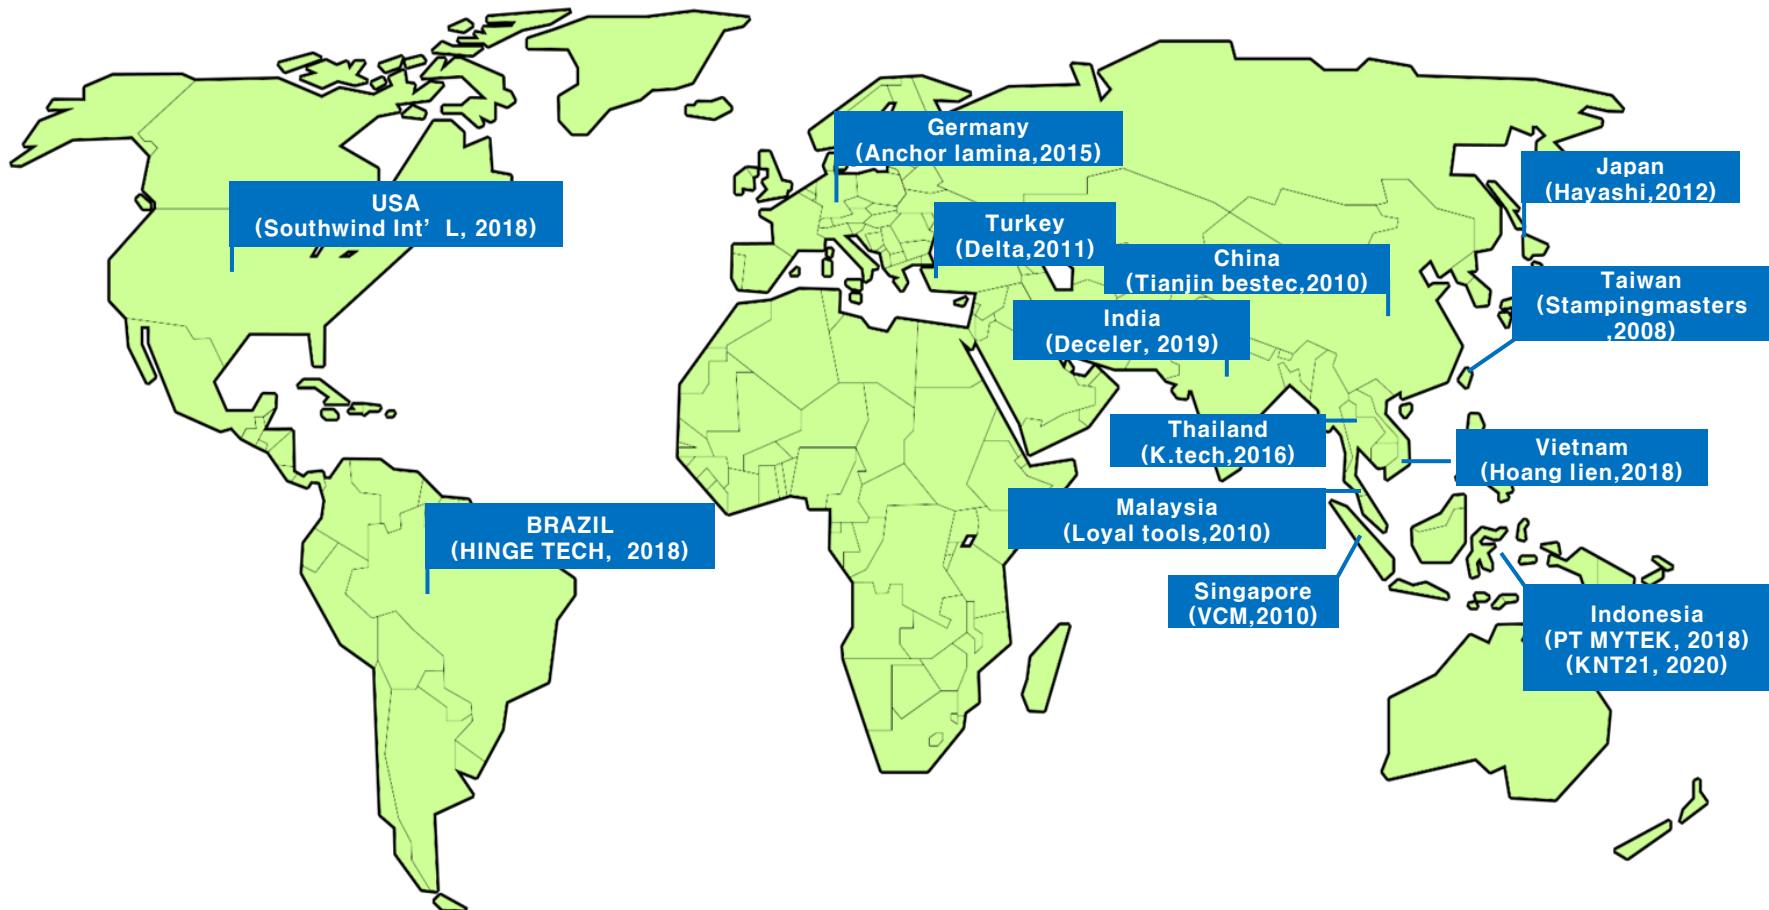 Germany
(Anchor lamina,2015)
Japan
(Hayashi,2012)
USA
(Southwind Int’ L, 2018)
Turkey
(Delta,2011)
China
(Tianjin bestec,2010)
Taiwan
(Stampingmasters
,2008)
India
(Deceler, 2019)
Thailand
(K.tech,2016)
Vietnam
(Hoang lien,2018)
Malaysia
(Loyal tools,2010)
BRAZIL
(HINGE TECH, 2018)
Singapore
(VCM,2010)
Indonesia
(PT MYTEK, 2018)
(KNT21, 2020)